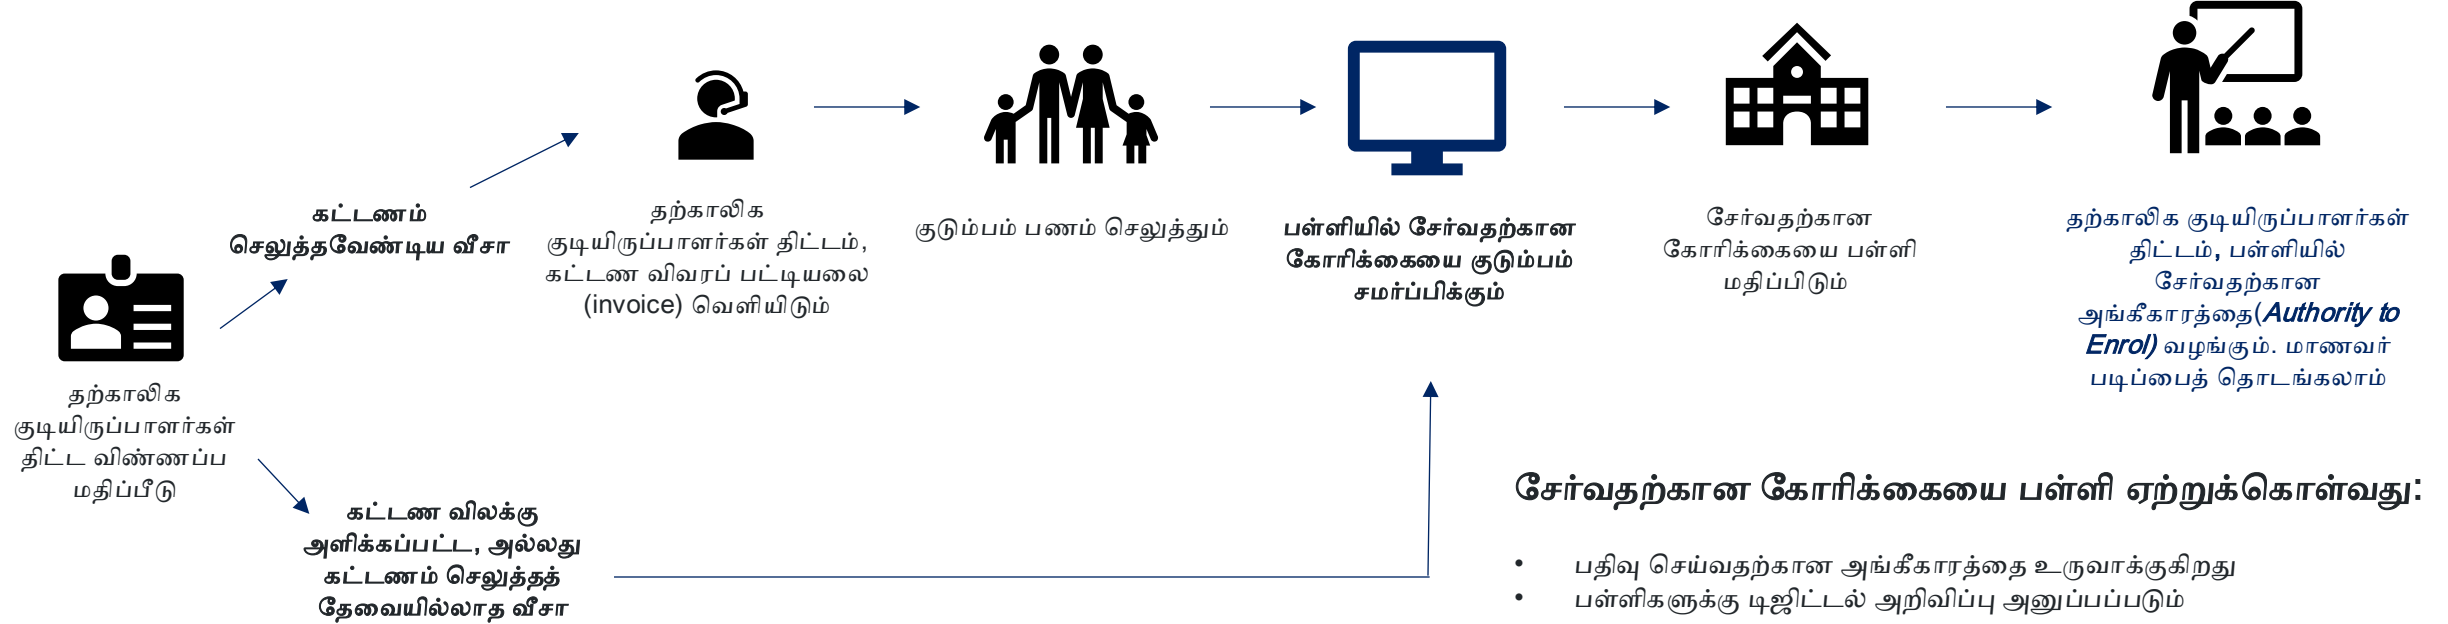 தற்காலிக
குடியிருப்பாளர்கள்
திட்ட விண்ணப்ப
மதிப்பீடு
கட்டணம்
செலுத்தவேண்டிய வீசா
தற்காலிக
குடியிருப்பாளர்கள் திட்டம்,
கட்டண விவரப் பட்டியலை
(invoice) வெளியிடும்
குடும்பம் பணம் செலுத்தும்
பள்ளியில் சேர்வதற்கான
கோரிக்கையை குடும்பம்
சமர்ப்பிக்கும்
சேர்வதற்கான
கோரிக்கையை பள்ளி
மதிப்பிடும்
தற்காலிக குடியிருப்பாளர்கள்
திட்டம், பள்ளியில்
சேர்வதற்கான
அங்கீகாரத்தை(Authority to
Enrol) வழங்கும். மாணவர்
படிப்பைத் தொடங்கலாம்
கட்டண விலக்கு
அளிக்கப்பட்ட, அல்லது
கட்டணம் செலுத்தத்
தேவையில்லாத வீசா
சேர்வதற்கான கோரிக்கையை பள்ளி ஏற்றுக்கொள்வது:
• பதிவு செய்வதற்கான அங்கீகாரத்தை உருவாக்குகிறது
• பள்ளிகளுக்கு டிஜிட்டல் அறிவிப்பு அனுப்பப்படும்